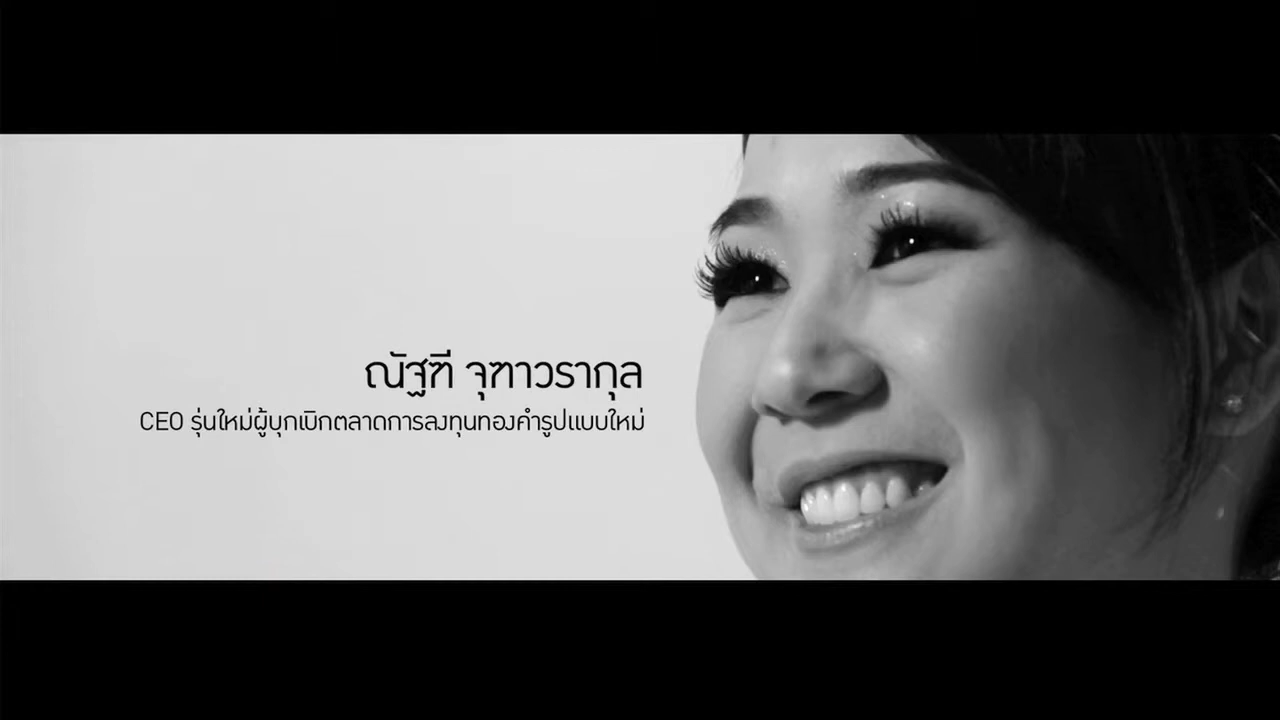 ณัฐฑี จุฑาวรากุล
CEO รุ่นใหม่ผู้บุกเบิกตลาดการลงทุนทองคำรูปแบบใหม่